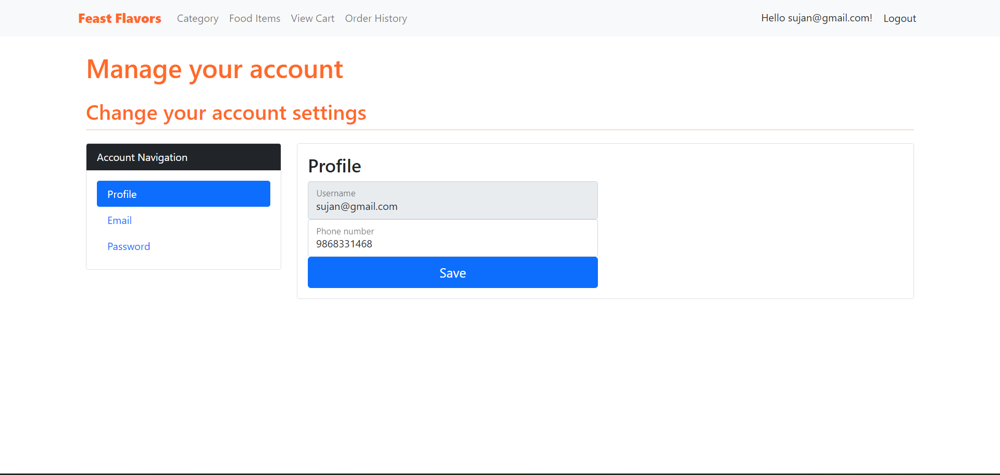 Feast Flavors Category Food Items View Cart Order History Hello sujan@gmail.com! Logout
Manage your account
Change your account settings
Account Navigation
Profile
Email
Password
Profile
Username
sujan@gmail.com
Phone number
9868331468
Save